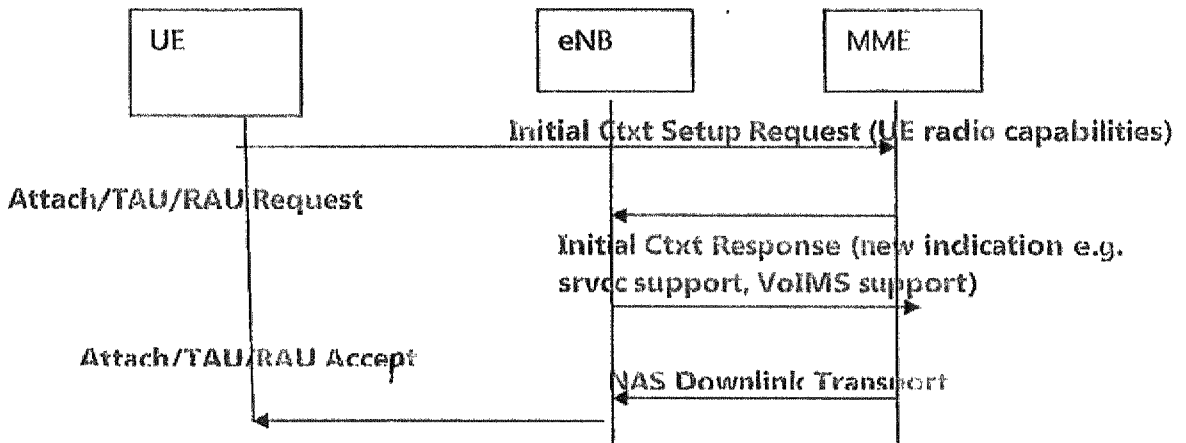 UE
eNB
MME
Initial Ctxt Setup Request (UE radio capabilities)
Attach/TAU/RAU Request
Initial Ctxt Response (new indication e.g.
srvcc support, VoIMS support)
Attach/TAU/RAU Accept
NAS Downlink Transport